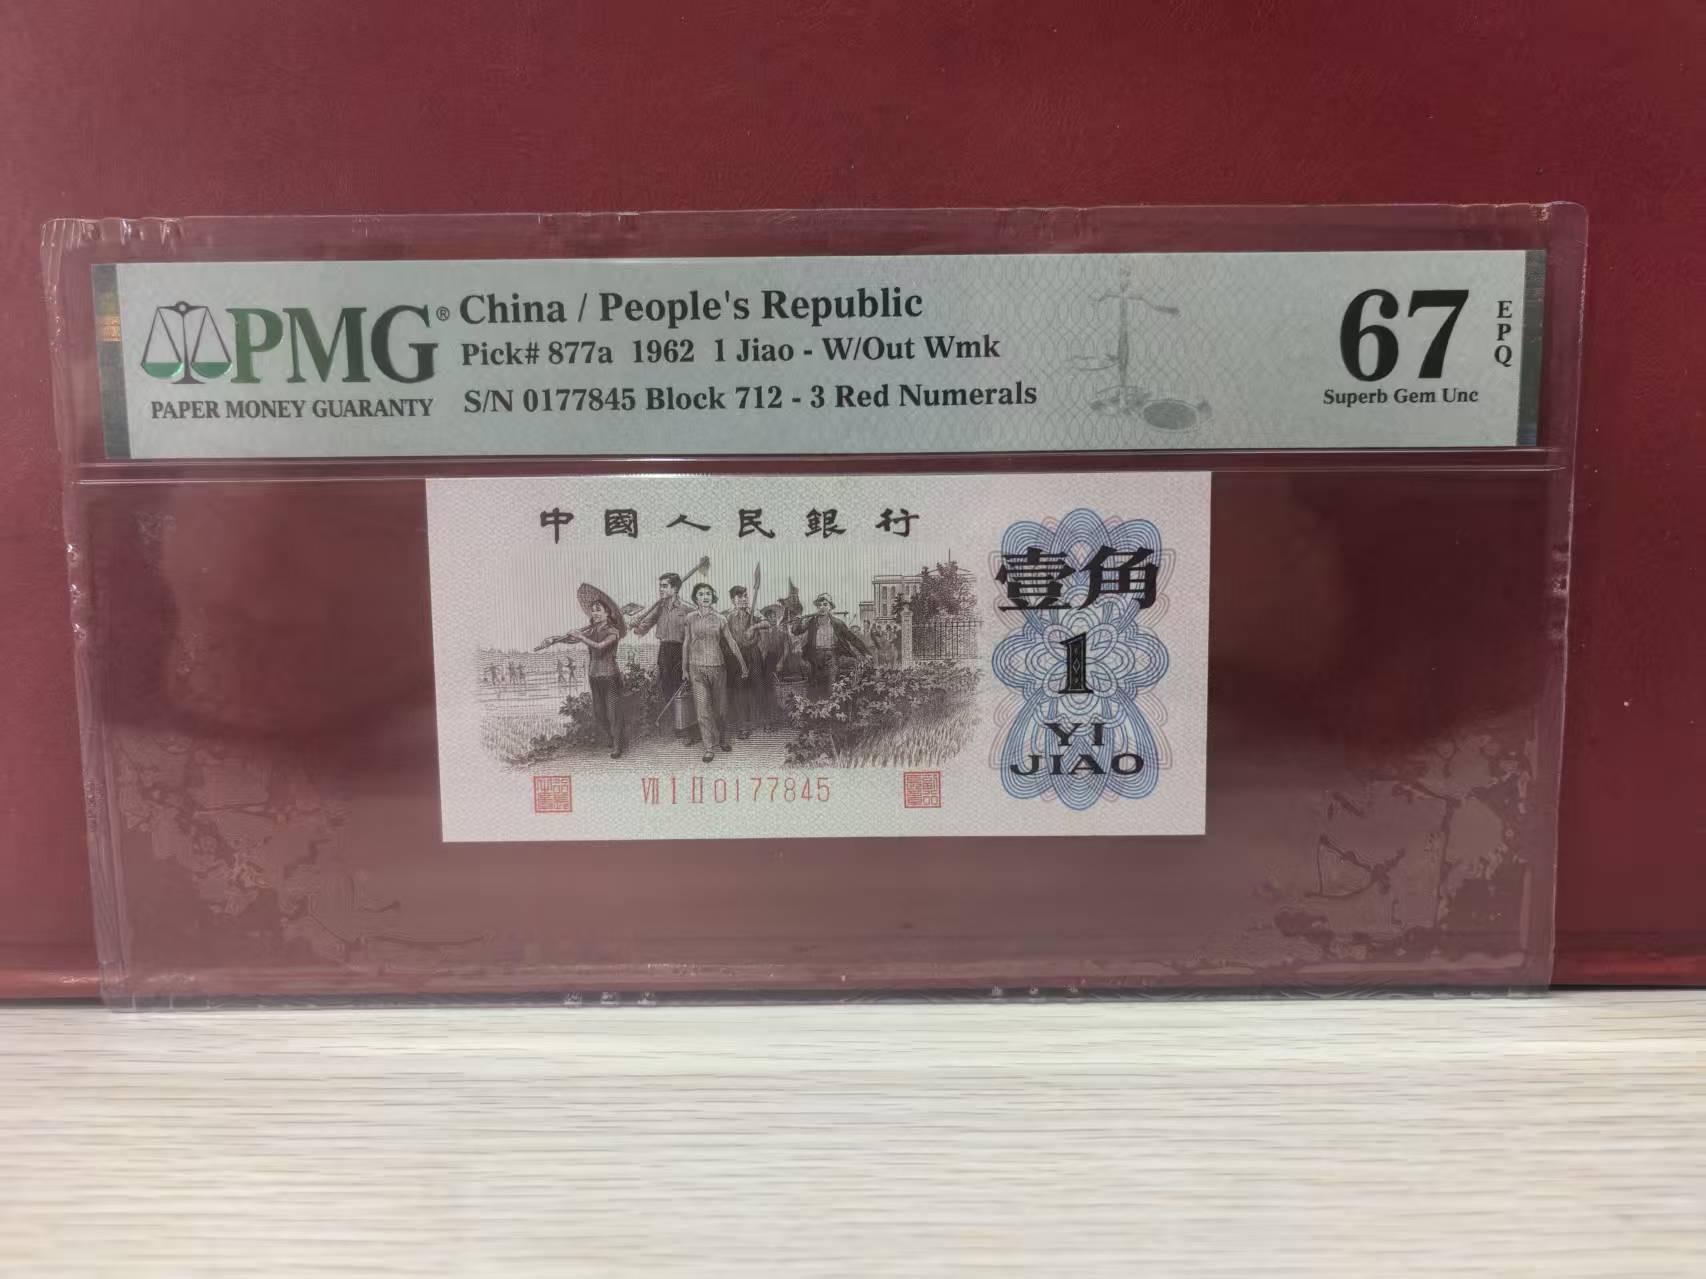 PMG®
PAPER MONEY GUARANTY
China / People's Republic
Pick# 877a 1962 1 Jiao - W/Out Wmk
S/N 0177845 Block 712 - 3 Red Numerals
67
EPQ
Superb Gem Unc
中國人民銀行
壹角
1
YI
JIAO
VII I II 0177845